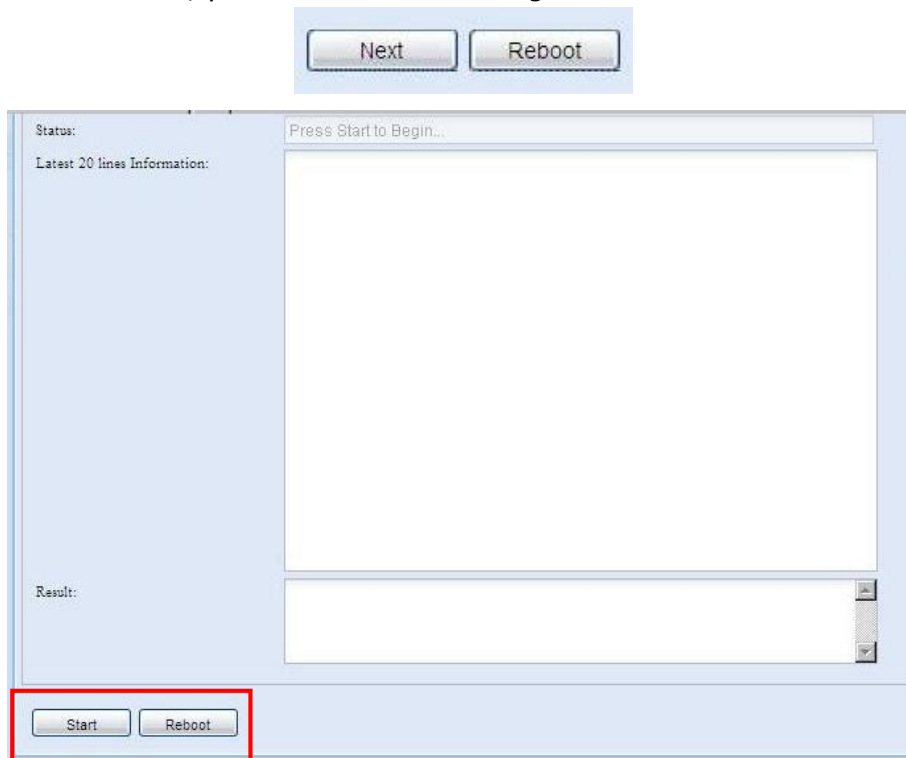 Next Reboot
Status: Press Start to Begin...
Latest 20 lines Information:
Result:
Start Reboot